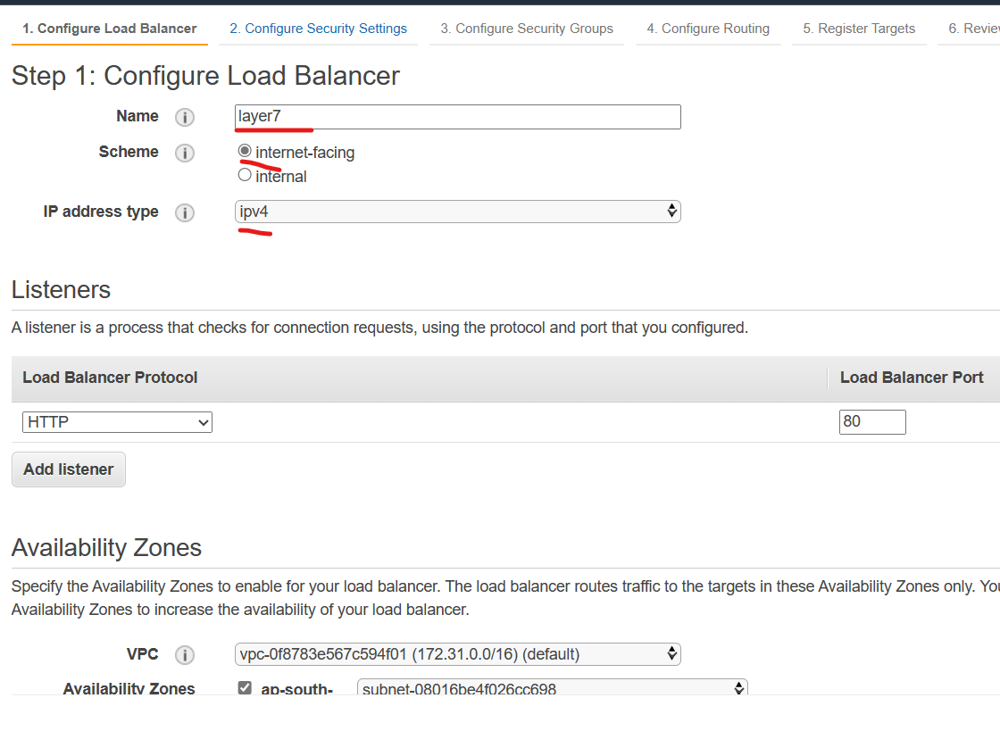 1. Configure Load Balancer 2. Configure Security Settings 3. Configure Security Groups 4. Configure Routing 5. Register Targets 6.
Step 1: Configure Load Balancer
Name i layer7
Scheme i internet-facing
internal
IP address type i ipv4
Listeners
A listener is a process that checks for connection requests, using the protocol and port that you configured.
Load Balancer Protocol Load Balancer Port
HTTP 80
Add listener
Availability Zones
Specify the Availability Zones to enable for your load balancer. The load balancer routes traffic to the targets in these Availability Zones only.
Availability Zones to increase the availability of your load balancer.
VPC i vpc-0f8783e567c594f01 (172.31.0.0/16) (default)
Availability Zones ap-south- subnet-08016be4f026cc698